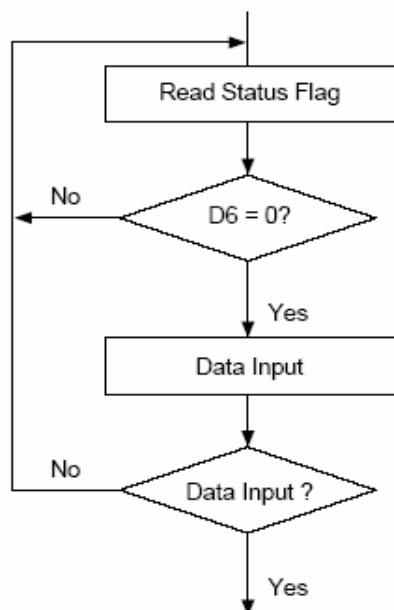 Read Status Flag
No
D6 = 0?
Yes
Data Input
No
Data Input ?
Yes